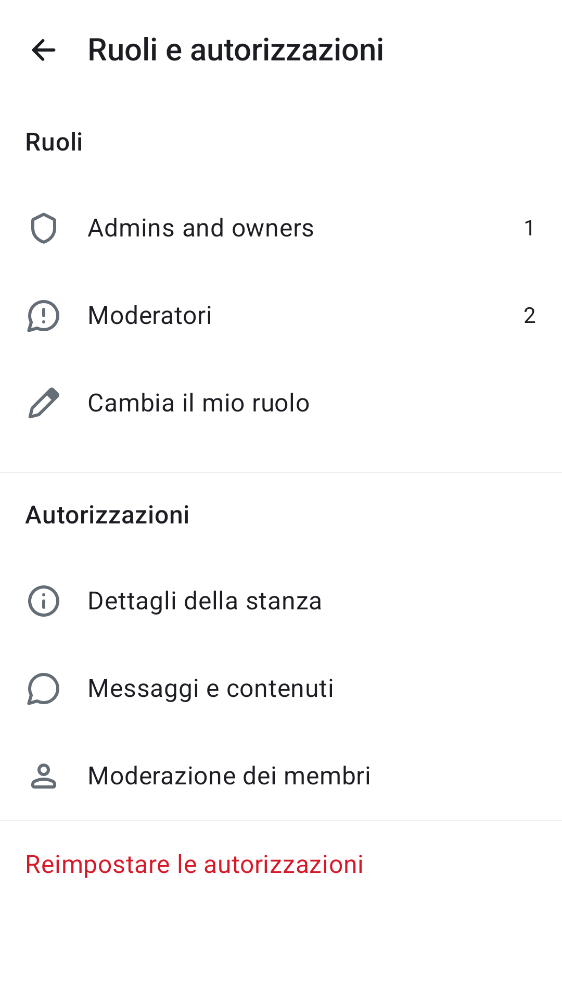 Ruoli e autorizzazioni
Ruoli
Admins and owners 1
Moderatori 2
Cambia il mio ruolo
Autorizzazioni
Dettagli della stanza
Messaggi e contenuti
Moderazione dei membri
Reimpostare le autorizzazioni